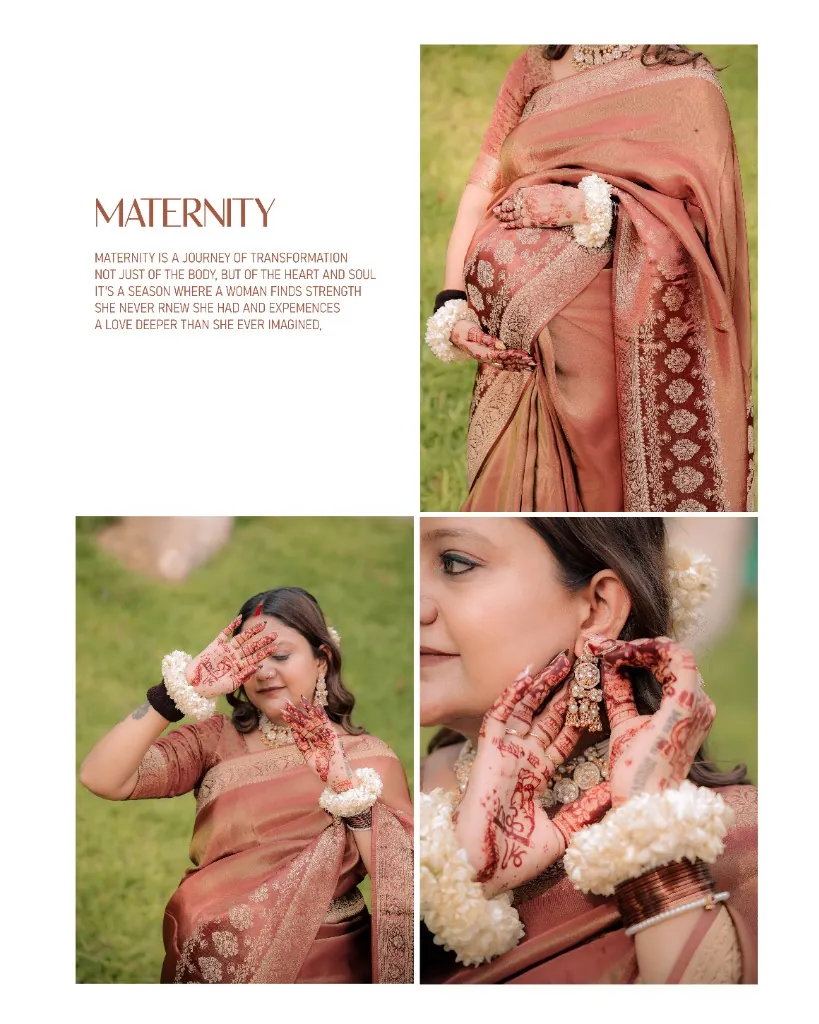 MATERNITY
MATERNITY IS A JOURNEY OF TRANSFORMATION
NOT JUST OF THE BODY, BUT OF THE HEART AND SOUL
IT'S A SEASON WHERE A WOMAN FINDS STRENGTH
SHE NEVER RNEW SHE HAD AND EXPEMENCES
A LOVE DEEPER THAN SHE EVER IMAGINED,